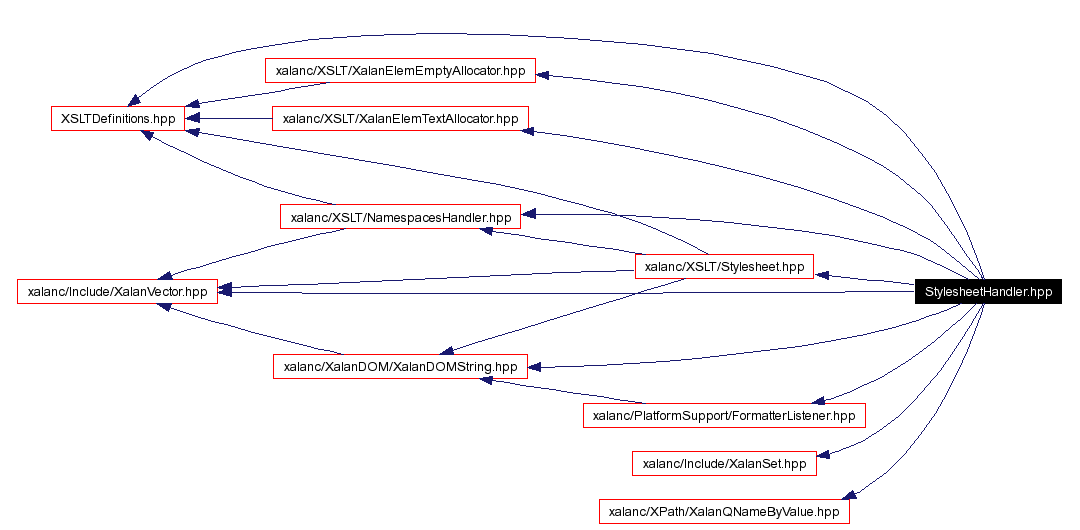 xalanc/XSLT/XalanElemEmptyAllocator.hpp
XSLTDefinitions.hpp
xalanc/XSLT/XalanElemTextAllocator.hpp
xalanc/XSLT/NamespacesHandler.hpp
xalanc/XSLT/Stylesheet.hpp
xalanc/Include/XalanVector.hpp
StylesheetHandler.hpp
xalanc/XalanDOM/XalanDOMString.hpp
xalanc/PlatformSupport/FormatterListener.hpp
xalanc/Include/XalanSet.hpp
xalanc/XPath/XalanQNameByValue.hpp